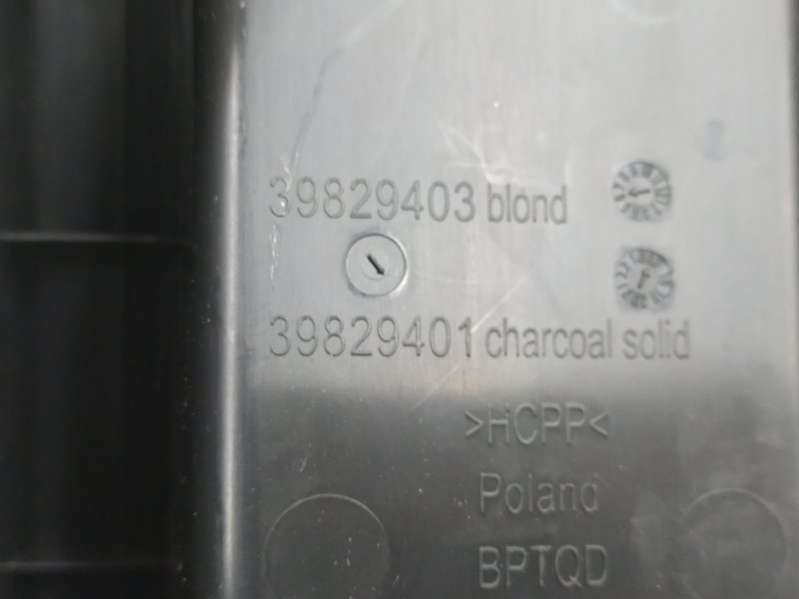 39829403 blond
39829401 charcoal solid
>HCPP<
Poland
BPTQD